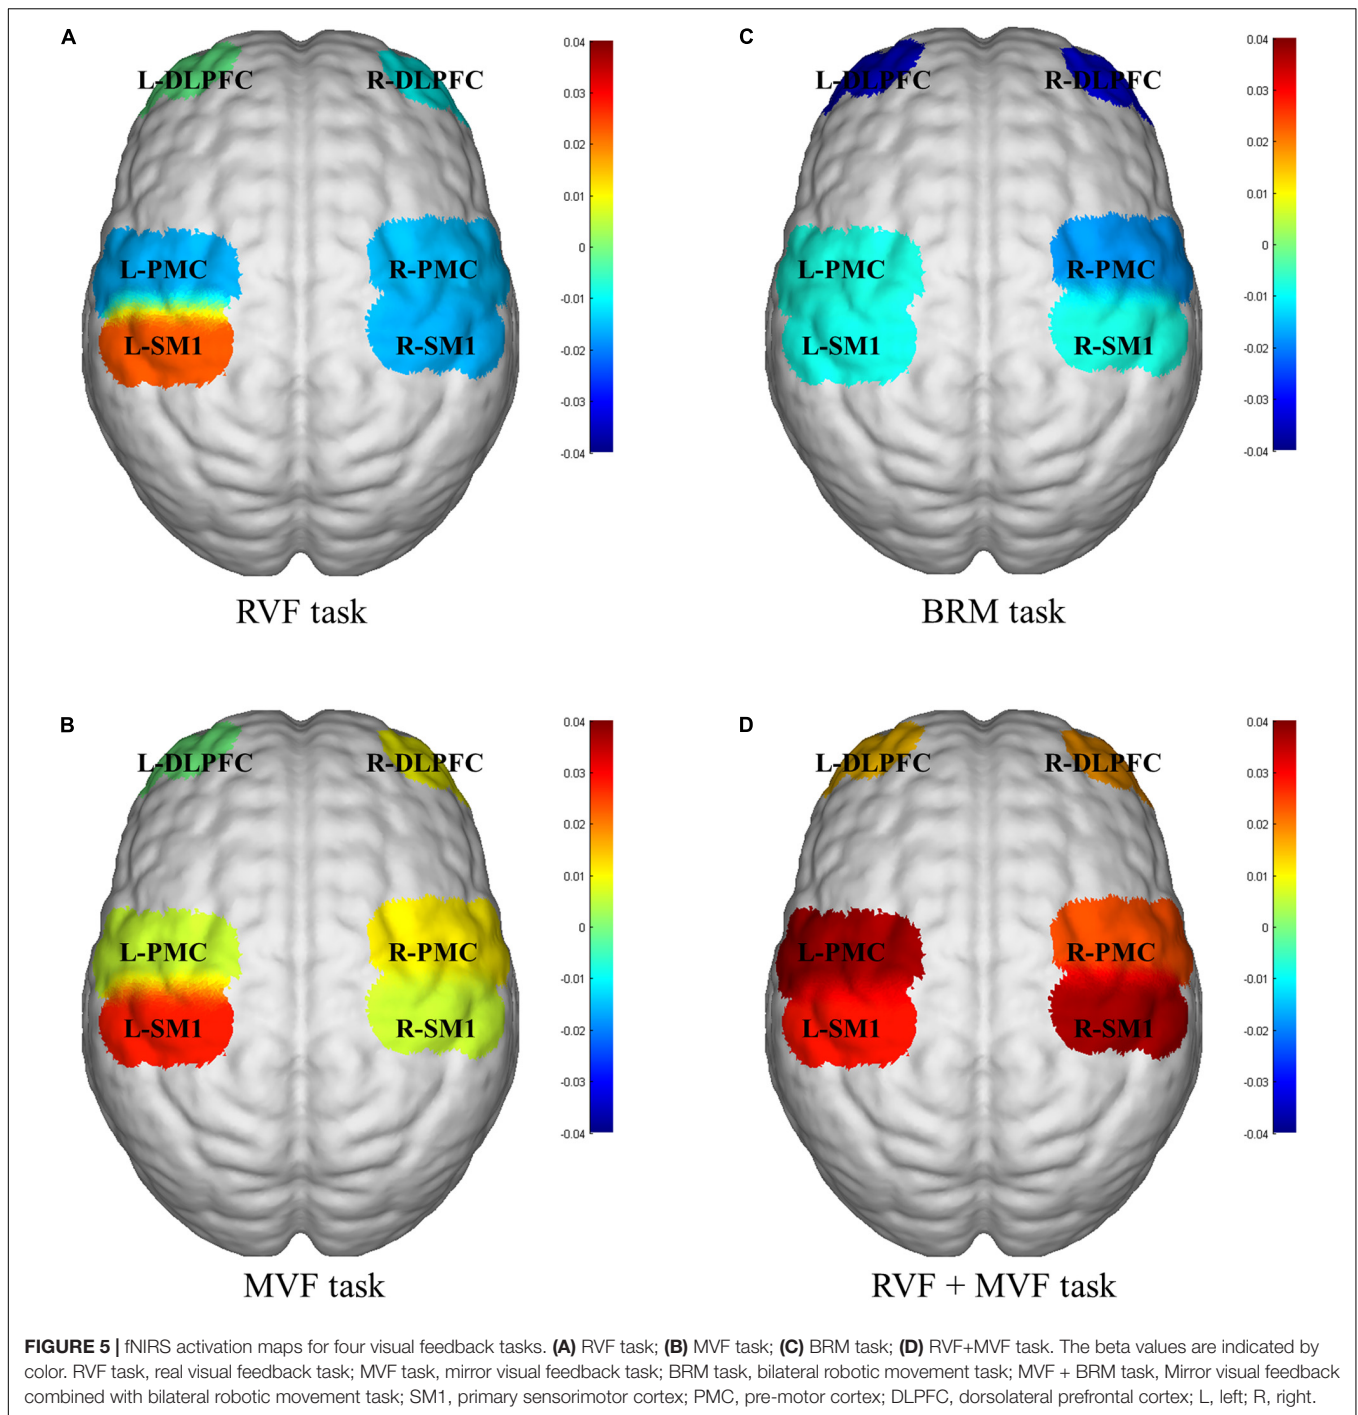 A
L-DLPFC R-DLPFC
L-PMC R-PMC
L-SM1 R-SM1
0.04
0.03
0.02
0.01
0
-0.01
-0.02
-0.03
-0.04
RVF task
C
L-DLPFC R-DLPFC
L-PMC R-PMC
L-SM1 R-SM1
0.04
0.03
0.02
0.01
0
-0.01
-0.02
-0.03
-0.04
BRM task
B
L-DLPFC R-DLPFC
L-PMC R-PMC
L-SM1 R-SM1
0.04
0.03
0.02
0.01
0
-0.01
-0.02
-0.03
-0.04
MVF task
D
L-DLPFC R-DLPFC
L-PMC R-PMC
L-SM1 R-SM1
0.04
0.03
0.02
0.01
0
-0.01
-0.02
-0.03
-0.04
RVF + MVF task
FIGURE 5 | fNIRS activation maps for four visual feedback tasks. (A) RVF task; (B) MVF task; (C) BRM task; (D) RVF+MVF task. The beta values are indicated by
color. RVF task, real visual feedback task; MVF task, mirror visual feedback task; BRM task, bilateral robotic movement task; MVF + BRM task, Mirror visual feedback
combined with bilateral robotic movement task; SM1, primary sensorimotor cortex; PMC, pre-motor cortex; DLPFC, dorsolateral prefrontal cortex; L, left; R, right.